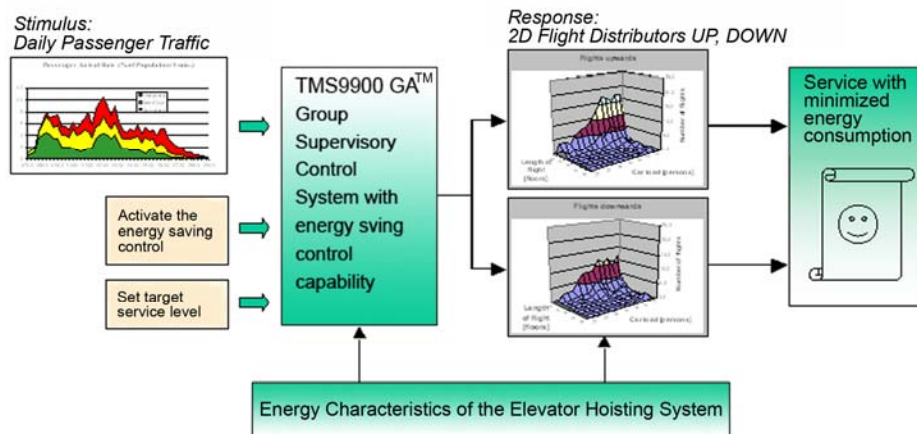 Stimulus:
Daily Passenger Traffic
Response:
2D Flight Distributors UP, DOWN
TMS9900 GA™
Group
Supervisory
Control
System with
energy sving
control
capability
Activate the
energy saving
control
Set target
service level
Flights upwards
Number of flights
Length of
flight
[floors]
Car load [persons]
Flights downwards
Number of flights
Length
of flight
[floors]
Car load [persons]
Service with
minimized
energy
consumption
Energy Characteristics of the Elevator Hoisting System